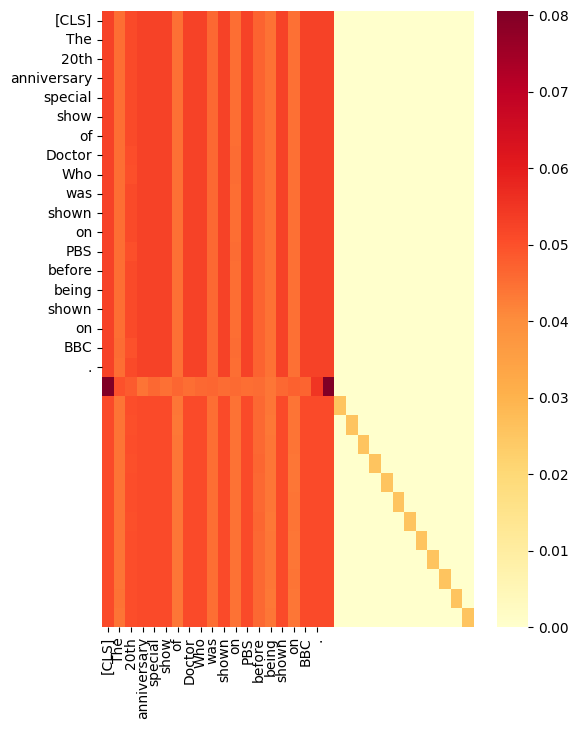 [CLS]
The
20th
anniversary
special
show
of
Doctor
Who
was
shown
on
PBS
before
being
shown
on
BBC
.
0.08
0.07
0.06
0.05
0.04
0.03
0.02
0.01
0.00
[CLS]
The
20th
anniversary
special
show
of
Doctor
Who
was
shown
on
PBS
before
being
shown
on
BBC
.